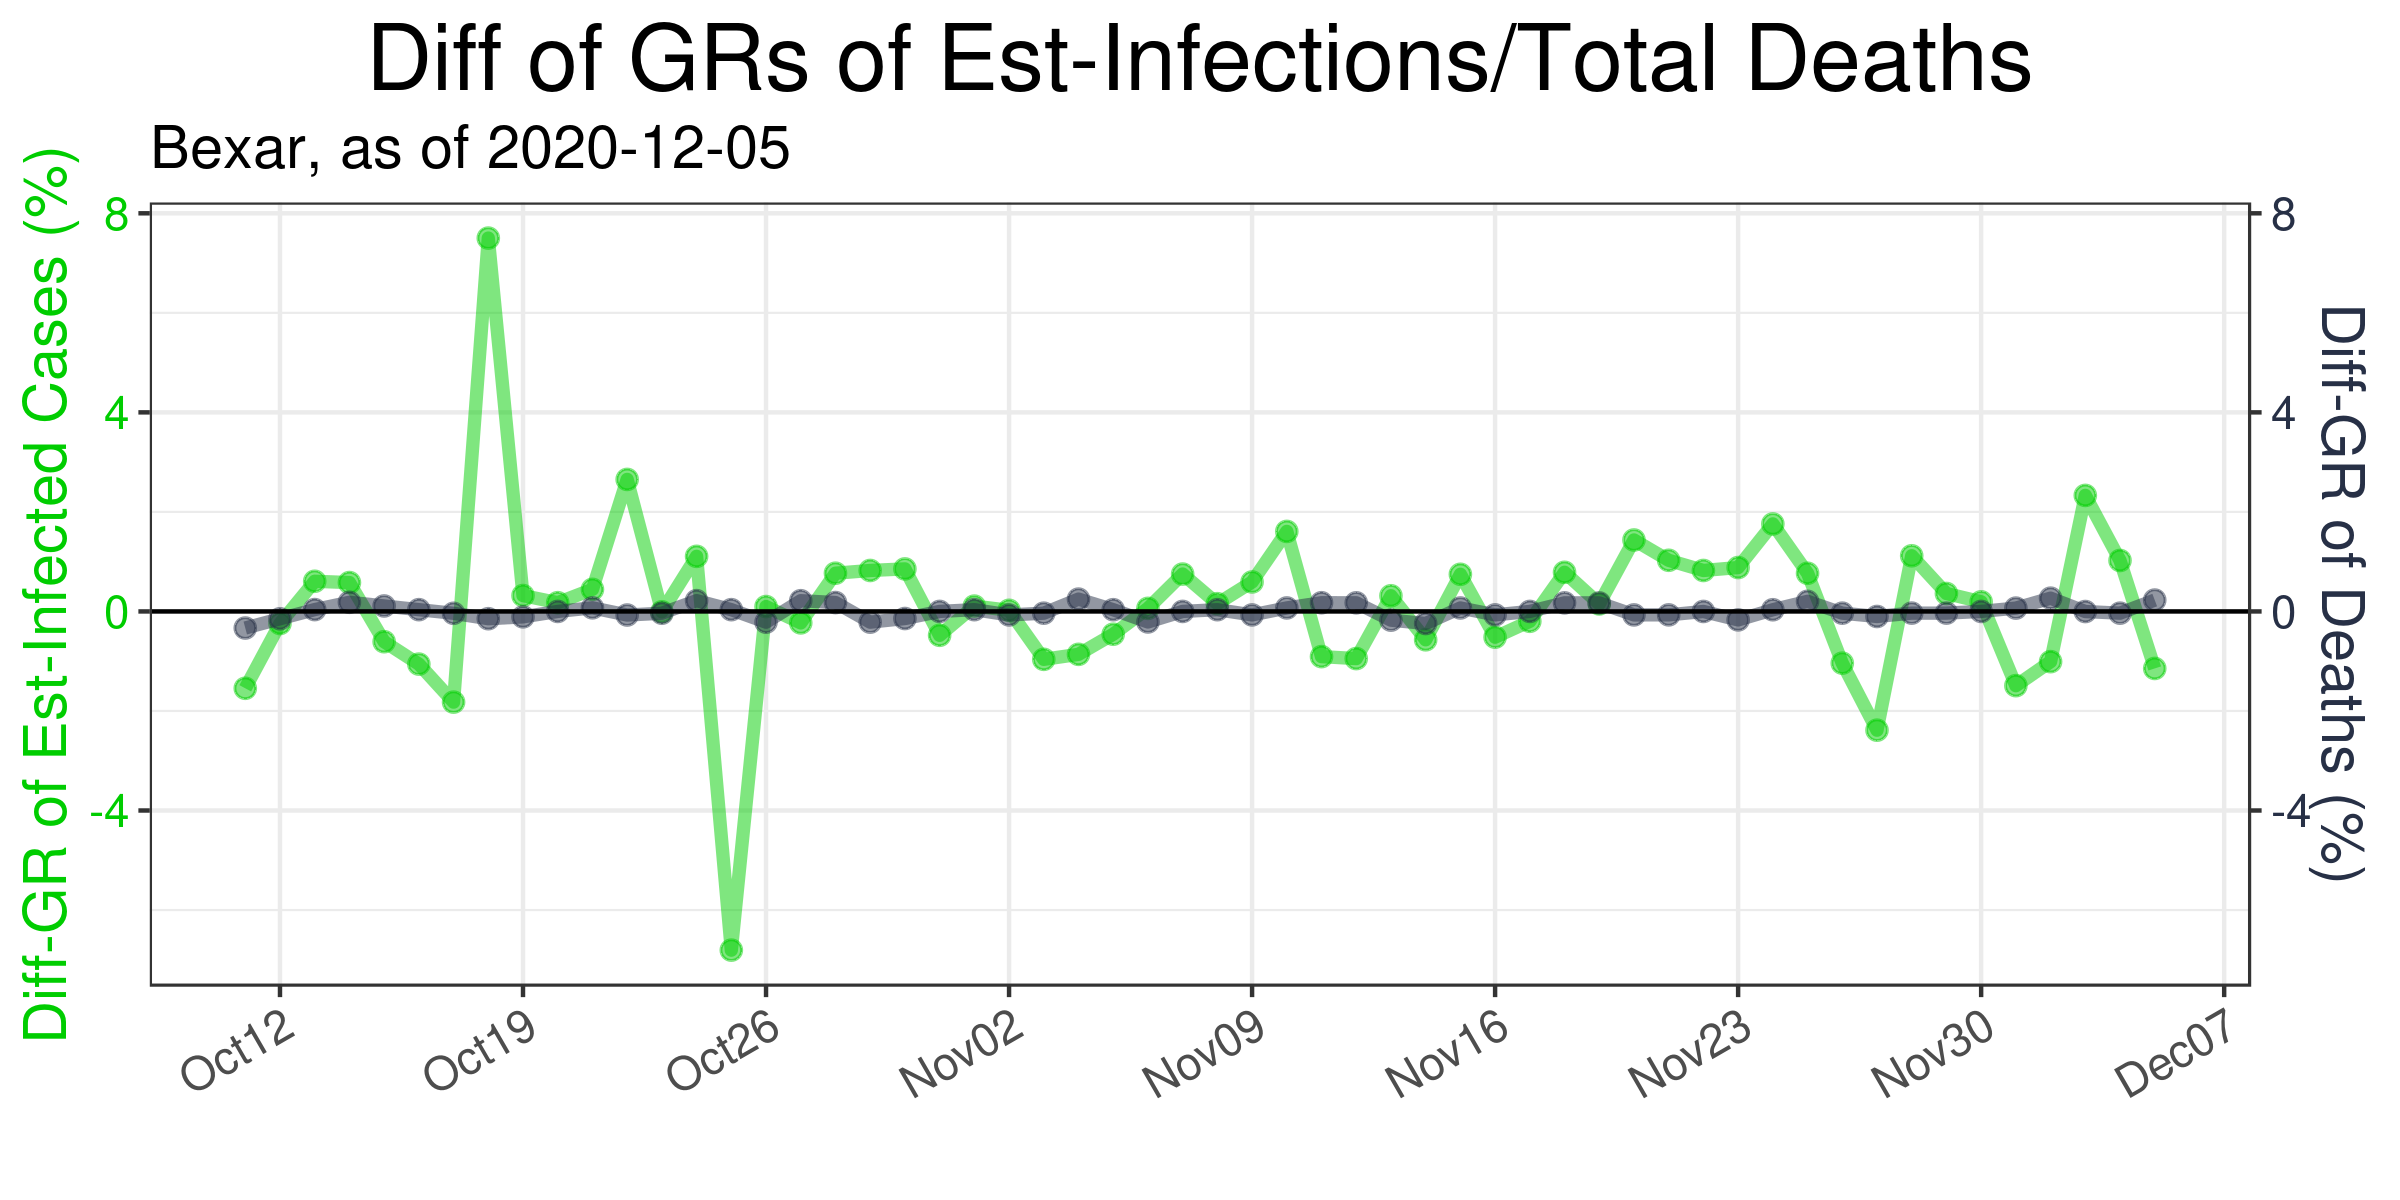 Diff of GRs of Est-Infections/Total Deaths
Bexar, as of 2020-12-05
Diff-GR of Est-Infected Cases (%)
8
4
0
-4
8
4
0
-4
Diff-GR of Deaths (%)
Oct12
Oct19
Oct26
Nov02
Nov09
Nov16
Nov23
Nov30
Dec07